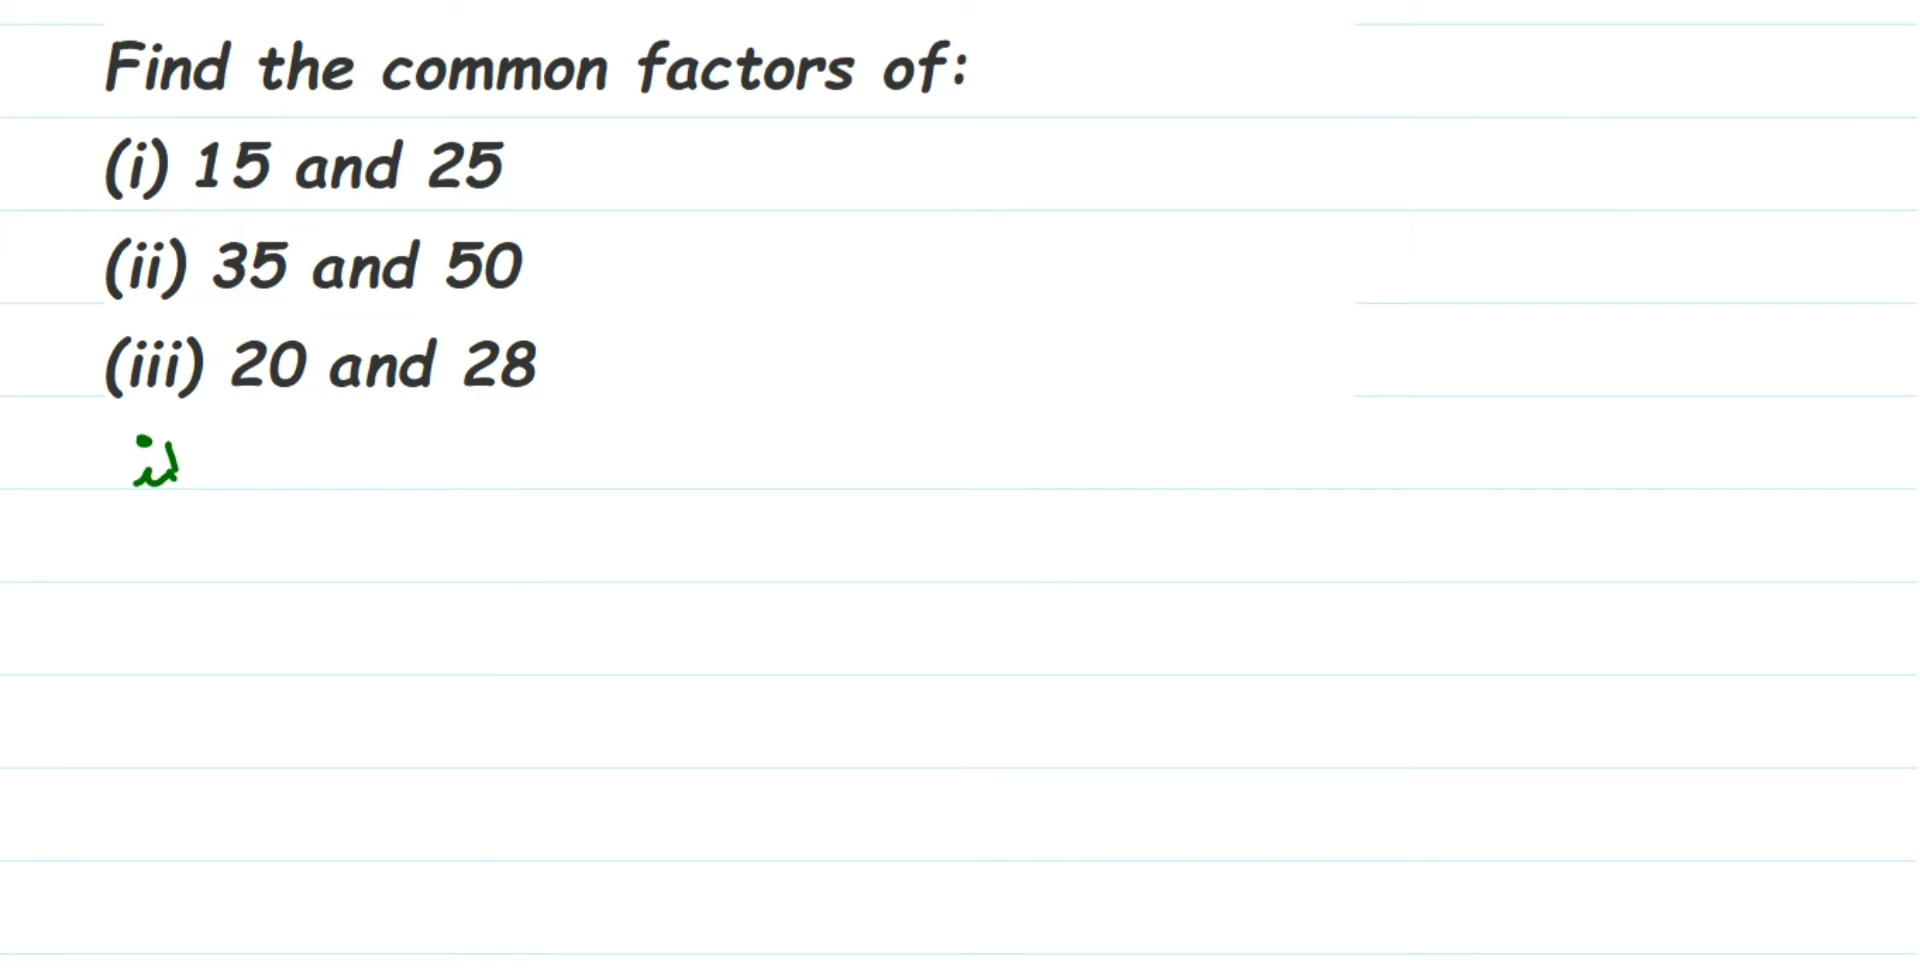 Find the common factors of:
(i) 15 and 25
(ii) 35 and 50
(iii) 20 and 28
i)